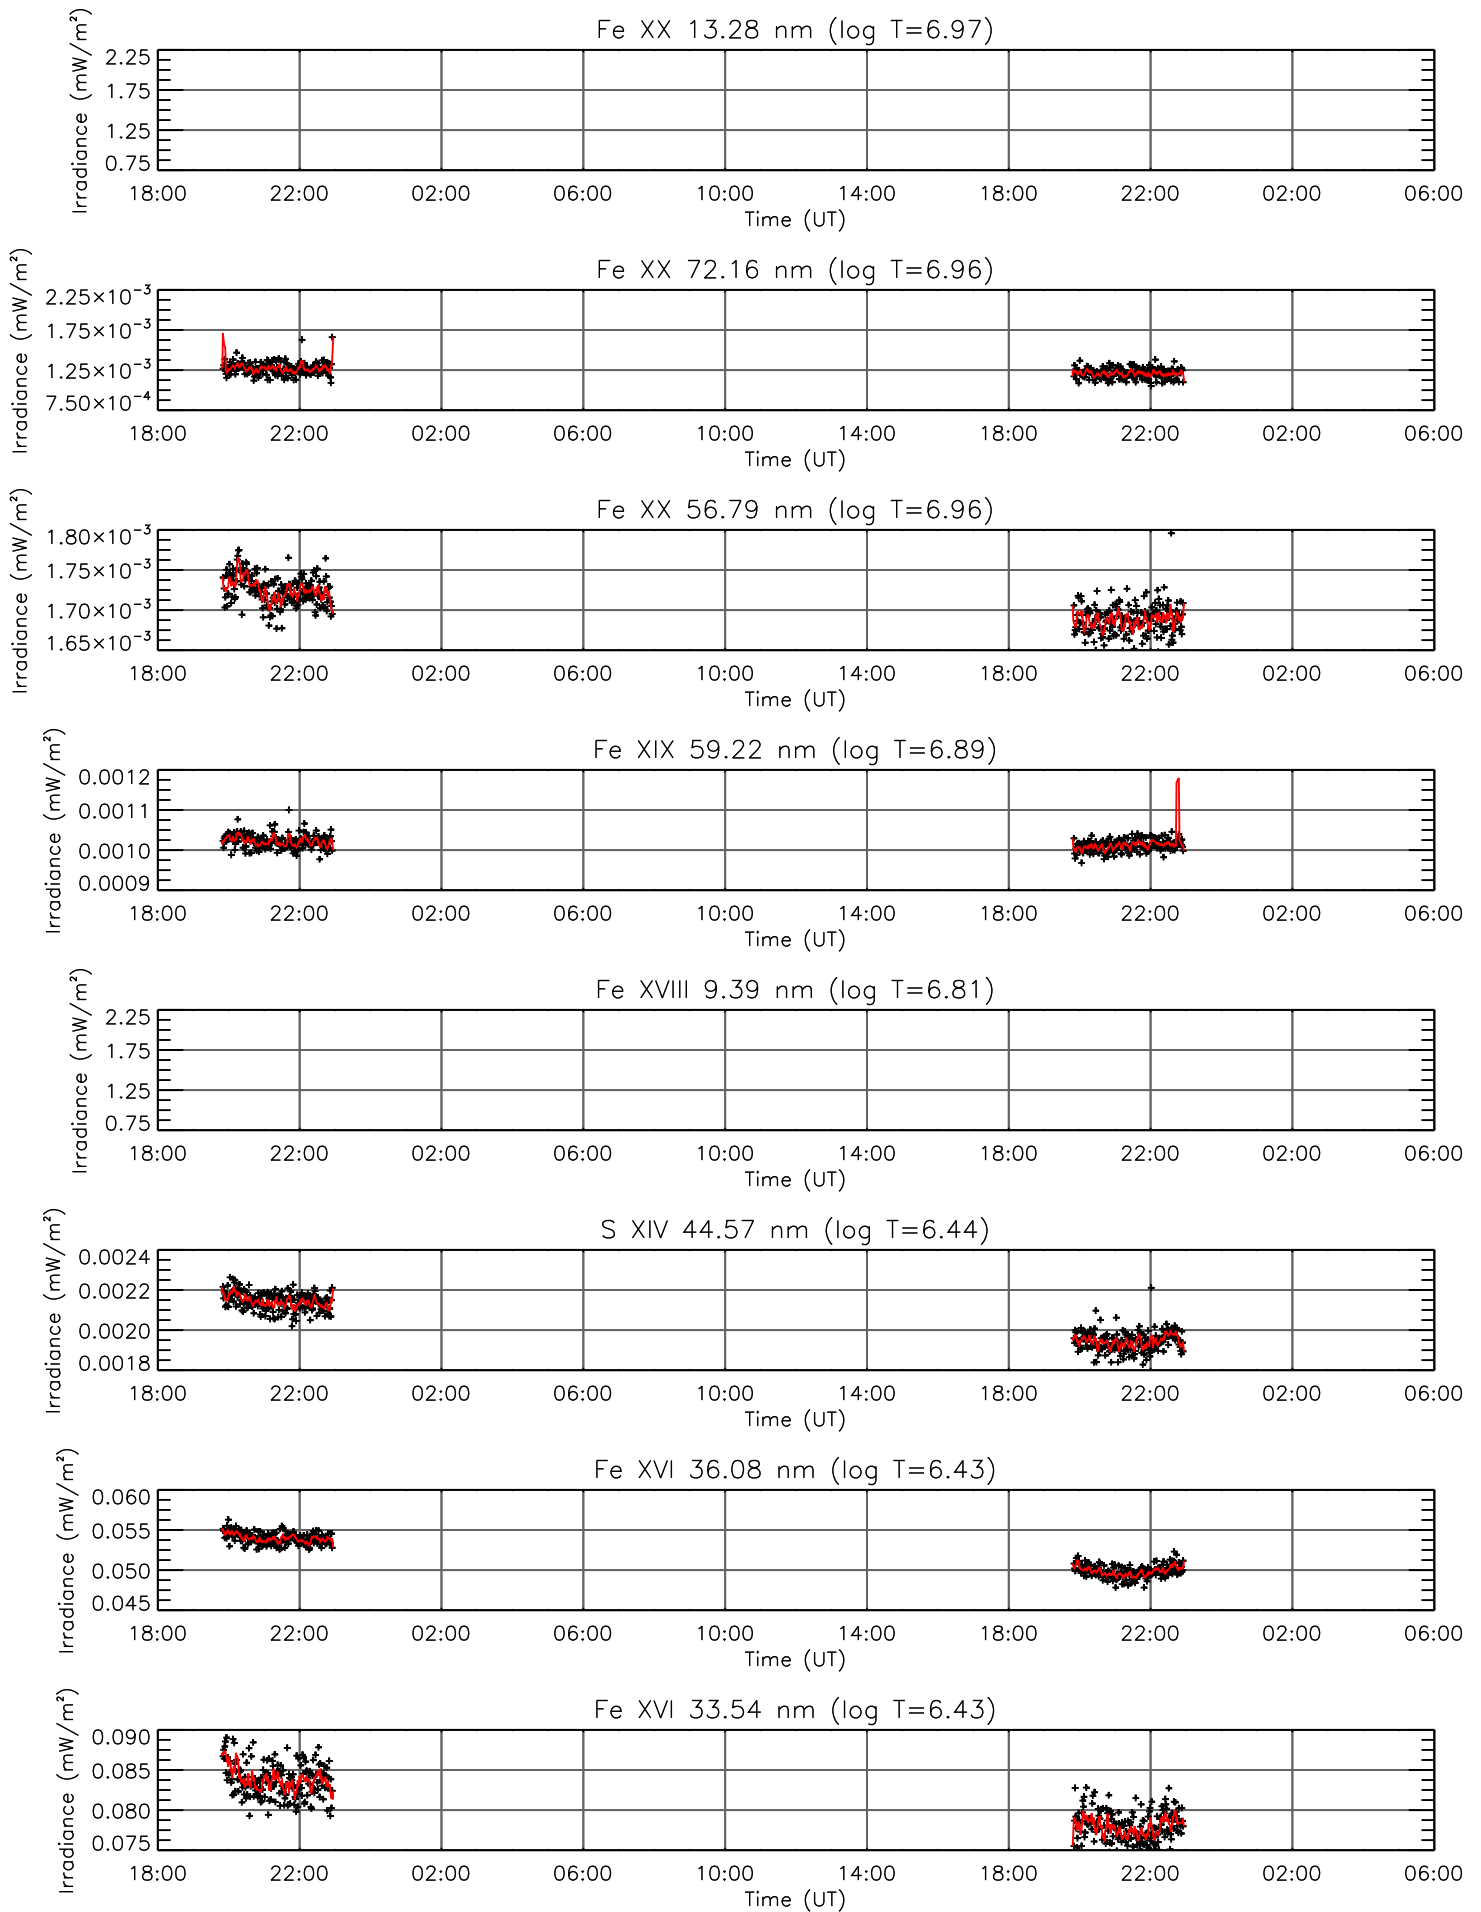 Fe XX 13.28 nm (log T=6.97)
Irradiance (mW/m²)
2.25
1.75
1.25
0.75
18:00 22:00 02:00 06:00 10:00 14:00 18:00 22:00 02:00 06:00
Time (UT)
Fe XX 72.16 nm (log T=6.96)
Irradiance (mW/m²)
2.25×10⁻³
1.75×10⁻³
1.25×10⁻³
7.50×10⁻⁴
18:00 22:00 02:00 06:00 10:00 14:00 18:00 22:00 02:00 06:00
Time (UT)
Fe XX 56.79 nm (log T=6.96)
Irradiance (mW/m²)
1.80×10⁻³
1.75×10⁻³
1.70×10⁻³
1.65×10⁻³
18:00 22:00 02:00 06:00 10:00 14:00 18:00 22:00 02:00 06:00
Time (UT)
Fe XIX 59.22 nm (log T=6.89)
Irradiance (mW/m²)
0.0012
0.0011
0.0010
0.0009
18:00 22:00 02:00 06:00 10:00 14:00 18:00 22:00 02:00 06:00
Time (UT)
Fe XVIII 9.39 nm (log T=6.81)
Irradiance (mW/m²)
2.25
1.75
1.25
0.75
18:00 22:00 02:00 06:00 10:00 14:00 18:00 22:00 02:00 06:00
Time (UT)
S XIV 44.57 nm (log T=6.44)
Irradiance (mW/m²)
0.0024
0.0022
0.0020
0.0018
18:00 22:00 02:00 06:00 10:00 14:00 18:00 22:00 02:00 06:00
Time (UT)
Fe XVI 36.08 nm (log T=6.43)
Irradiance (mW/m²)
0.060
0.055
0.050
0.045
18:00 22:00 02:00 06:00 10:00 14:00 18:00 22:00 02:00 06:00
Time (UT)
Fe XVI 33.54 nm (log T=6.43)
Irradiance (mW/m²)
0.090
0.085
0.080
0.075
18:00 22:00 02:00 06:00 10:00 14:00 18:00 22:00 02:00 06:00
Time (UT)